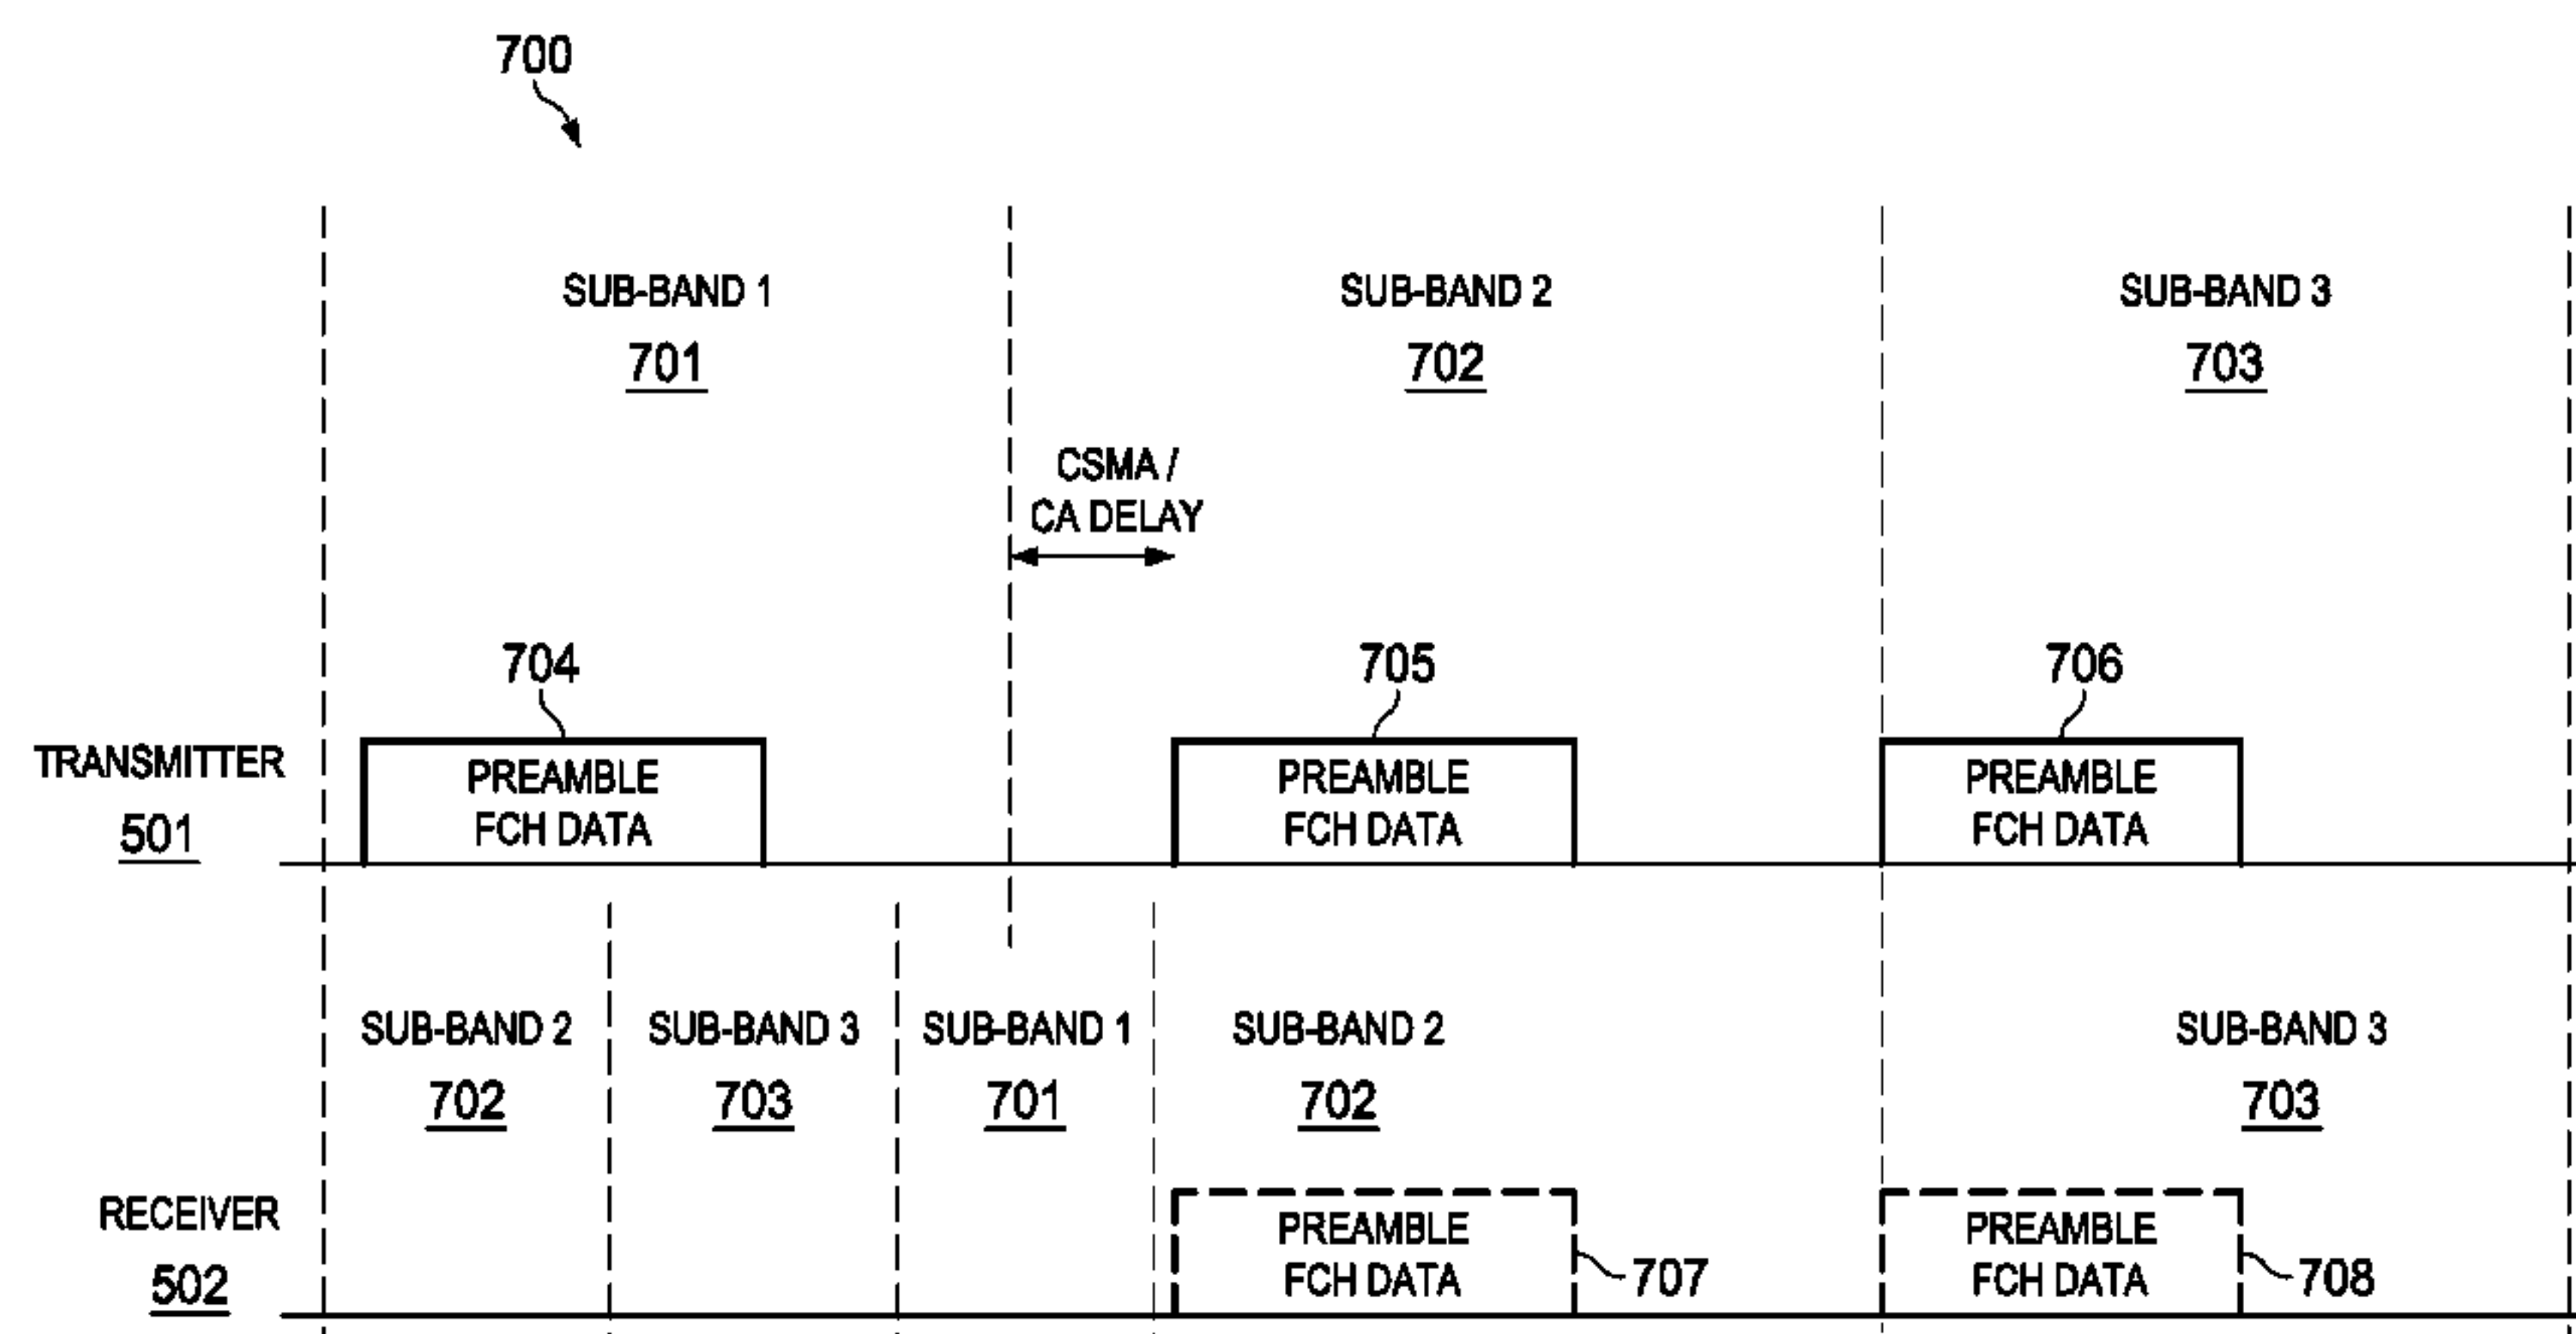 700
SUB-BAND 1
701
SUB-BAND 2
702
SUB-BAND 3
703
CSMA /
CA DELAY
704
705
706
TRANSMITTER
501
PREAMBLE
FCH DATA
PREAMBLE
FCH DATA
PREAMBLE
FCH DATA
SUB-BAND 2
702
SUB-BAND 3
703
SUB-BAND 1
701
SUB-BAND 2
702
SUB-BAND 3
703
RECEIVER
502
PREAMBLE
FCH DATA
707
PREAMBLE
FCH DATA
708